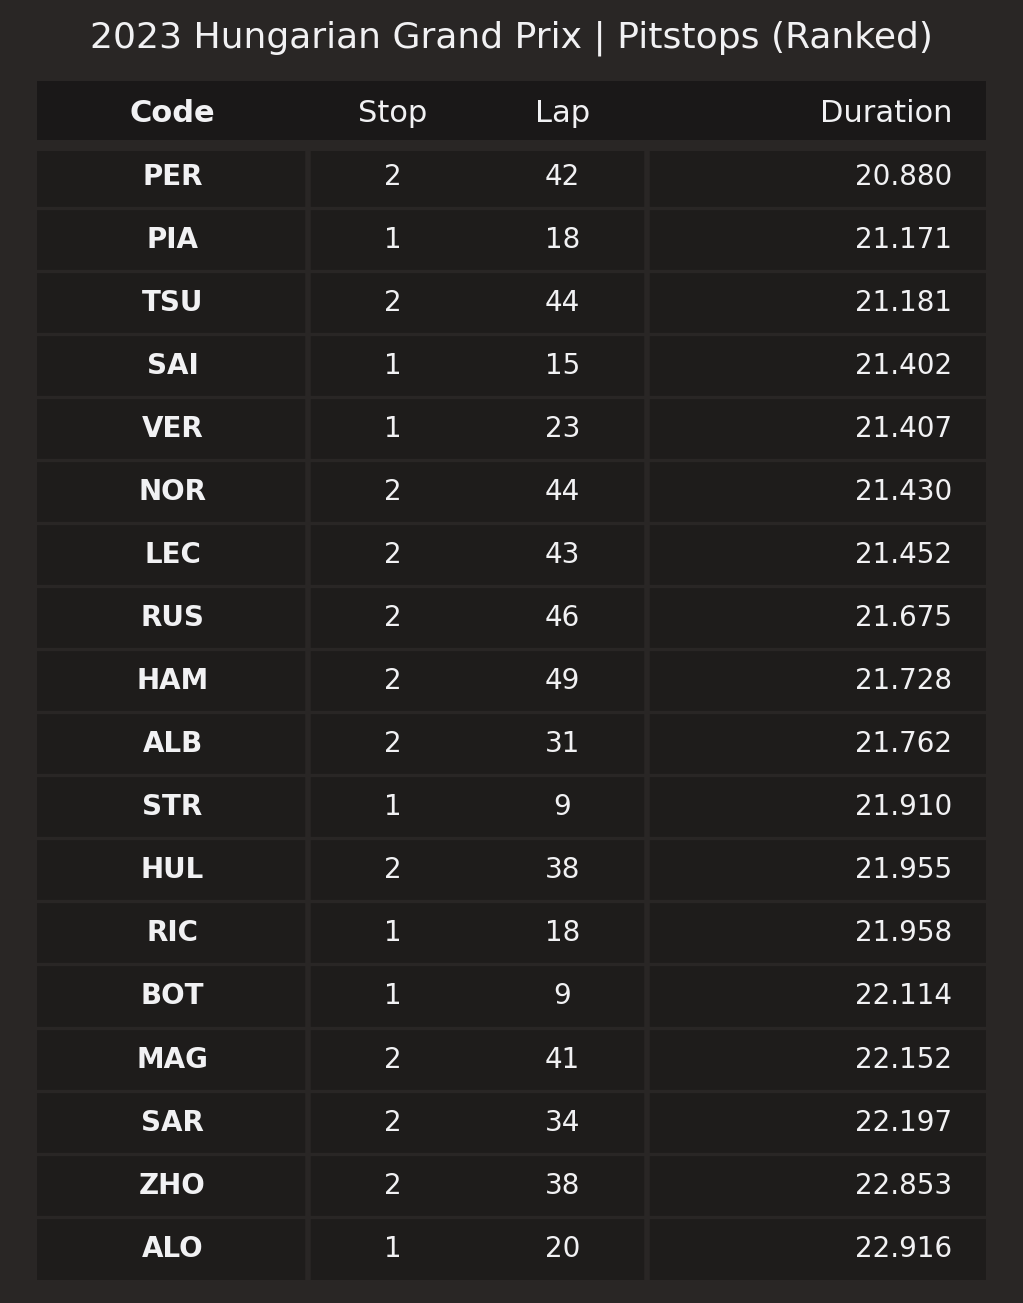 2023 Hungarian Grand Prix | Pitstops (Ranked)
Code Stop Lap Duration
PER 2 42 20.880
PIA 1 18 21.171
TSU 2 44 21.181
SAI 1 15 21.402
VER 1 23 21.407
NOR 2 44 21.430
LEC 2 43 21.452
RUS 2 46 21.675
HAM 2 49 21.728
ALB 2 31 21.762
STR 1 9 21.910
HUL 2 38 21.955
RIC 1 18 21.958
BOT 1 9 22.114
MAG 2 41 22.152
SAR 2 34 22.197
ZHO 2 38 22.853
ALO 1 20 22.916